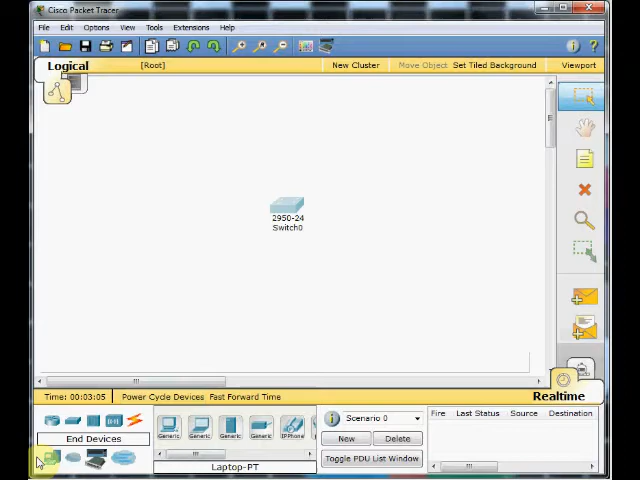 Cisco Packet Tracer
File Edit Options View Tools Extensions Help
Logical [Root] New Cluster Move Object Set Tiled Background Viewport
2950-24
Switch0
Time: 00:03:05 Power Cycle Devices Fast Forward Time Realtime
End Devices
Generic Generic Generic Generic IPPhone
Laptop-PT
Scenario 0
New Delete
Toggle PDU List Window
Fire Last Status Source Destination